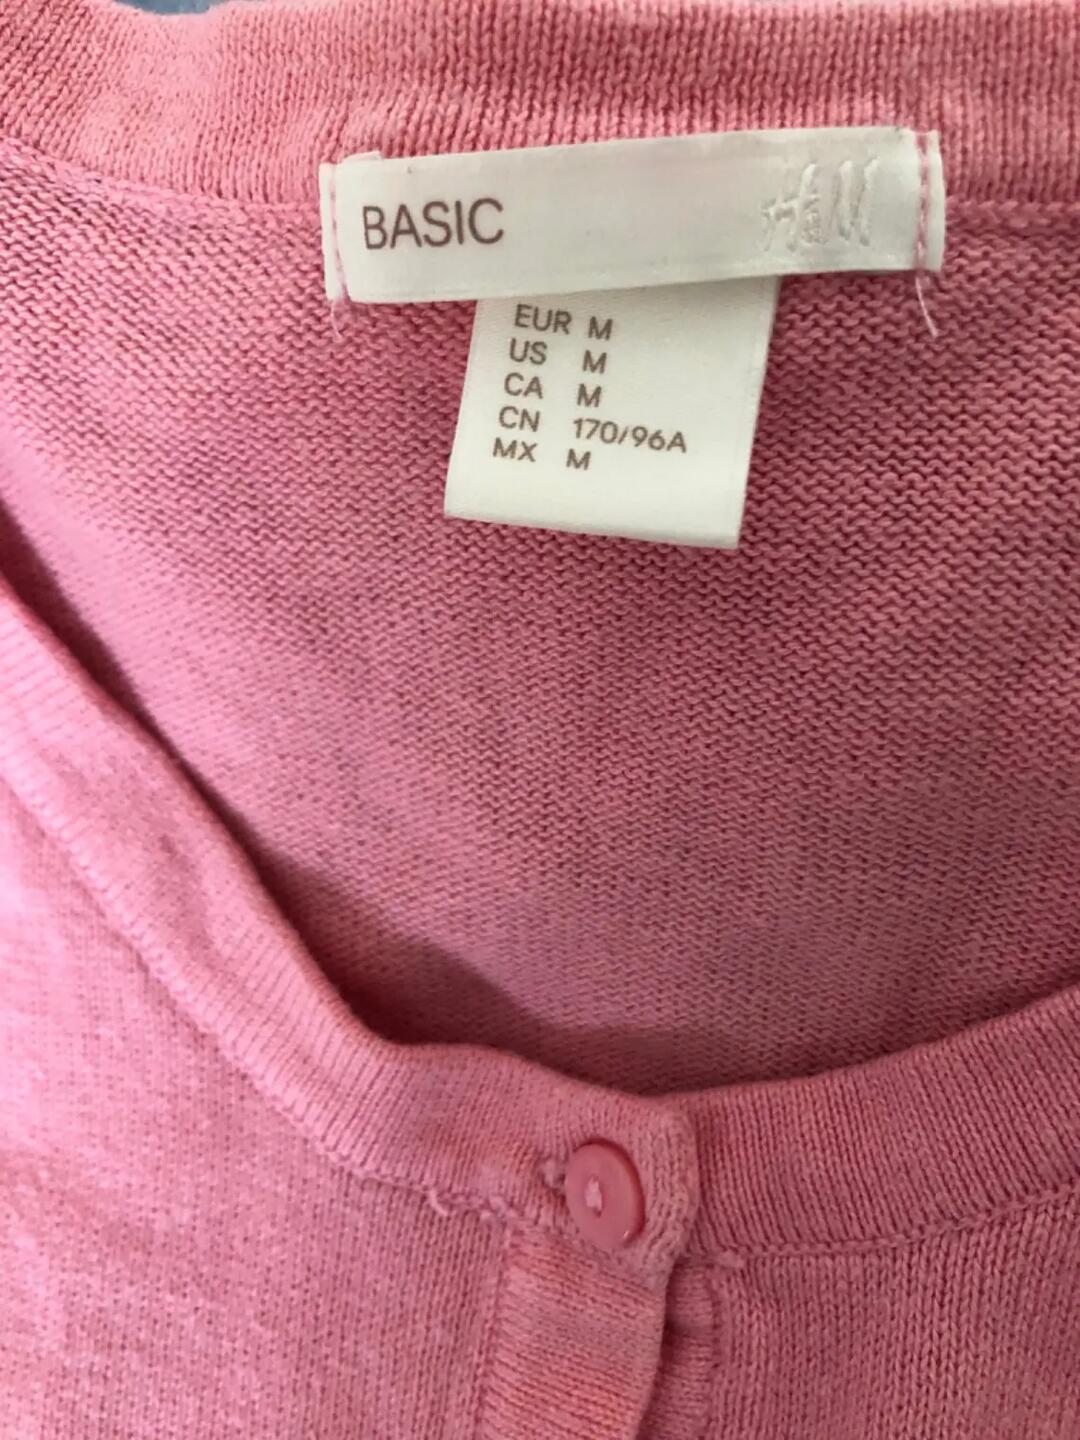 BASIC H&M
EUR M
US M
CA M
CN 170/96A
MX M